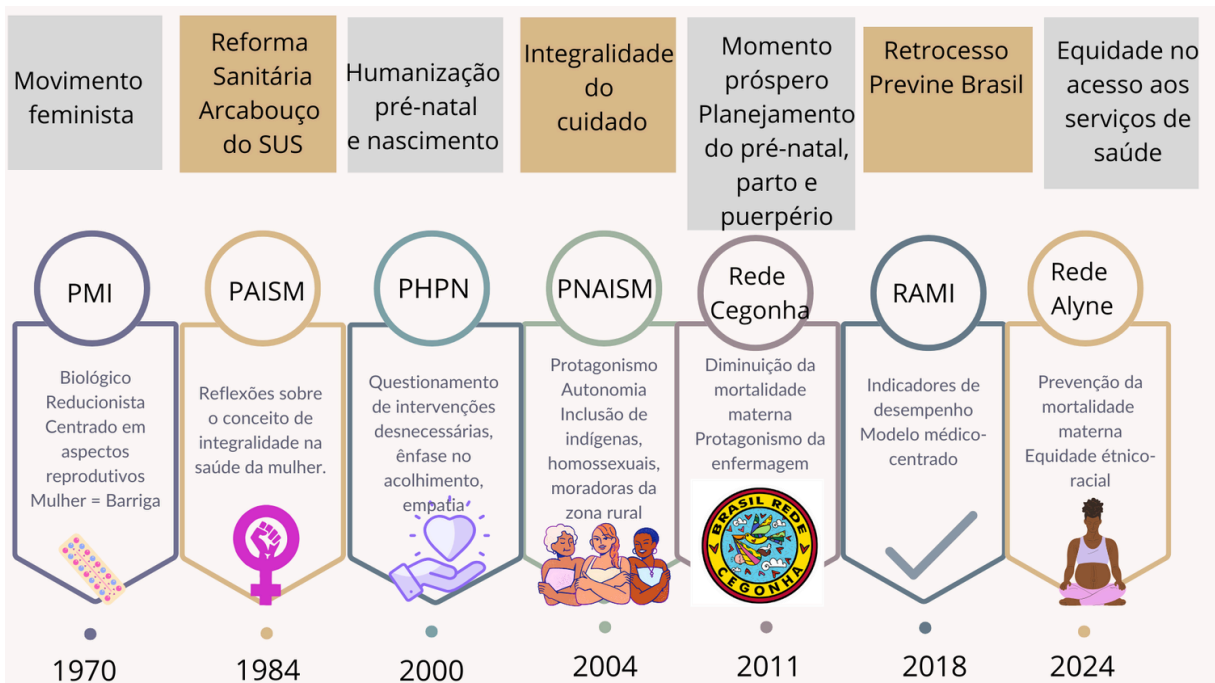 Movimento
feminista
Reforma
Sanitária
Arcabouço
do SUS
Humanização
pré-natal
e nascimento
Integralidade
do
cuidado
Momento
próspero
Planejamento
do pré-natal,
parto e
puerpério
Retrocesso
Previne Brasil
Equidade no
acesso aos
serviços de
saúde
PMI
PAISM
PHPN
PNAISM
Rede
Cegonha
RAMI
Rede
Alyne
Biológico
Reducionista
Centrado em
aspectos
reprodutivos
Mulher = Barriga
Reflexões sobre
o conceito de
integralidade na
saúde da mulher.
Questionamento
de intervenções
desnecessárias,
ênfase no
acolhimento,
empatia
Protagonismo
Autonomia
Inclusão de
indígenas,
homossexuais,
moradoras da
zona rural
Diminuição da
mortalidade
materna
Protagonismo da
enfermagem
BRASIL REDE
CEGONHA
Indicadores de
desempenho
Modelo médico-
centrado
Prevenção da
mortalidade
materna
Equidade étnico-
racial
1970
1984
2000
2004
2011
2018
2024